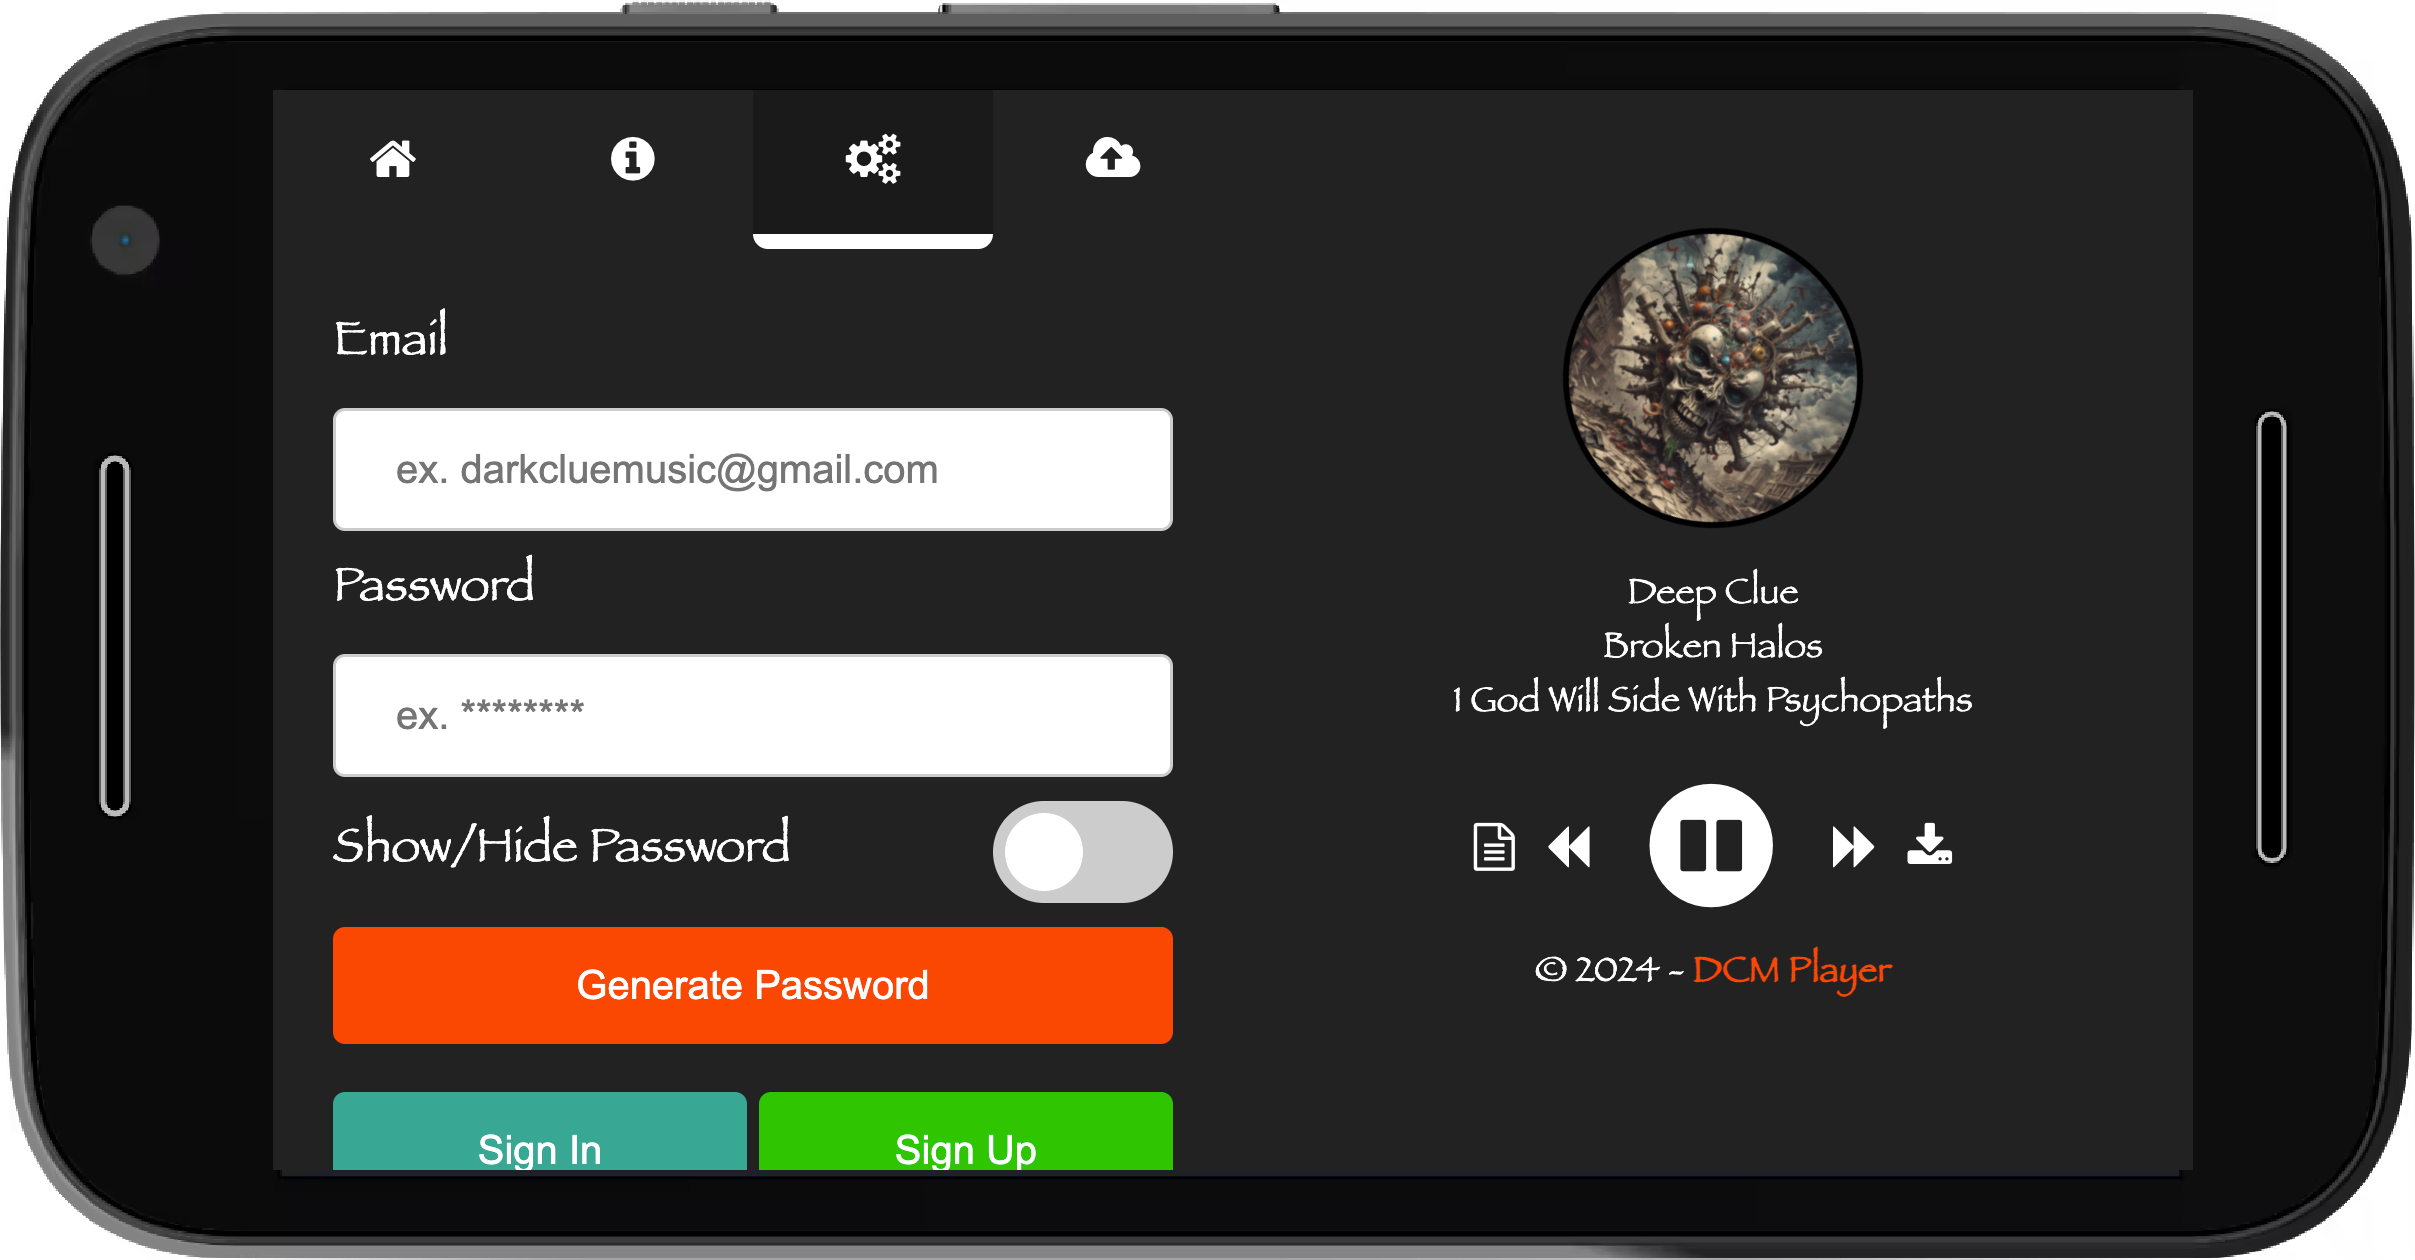 Email
ex. darkcluemusic@gmail.com
Password
ex. ********
Show/Hide Password
Generate Password
Sign In
Sign Up
Deep Clue
Broken Halos
1 God Will Side With Psychopaths
© 2024 - DCM Player